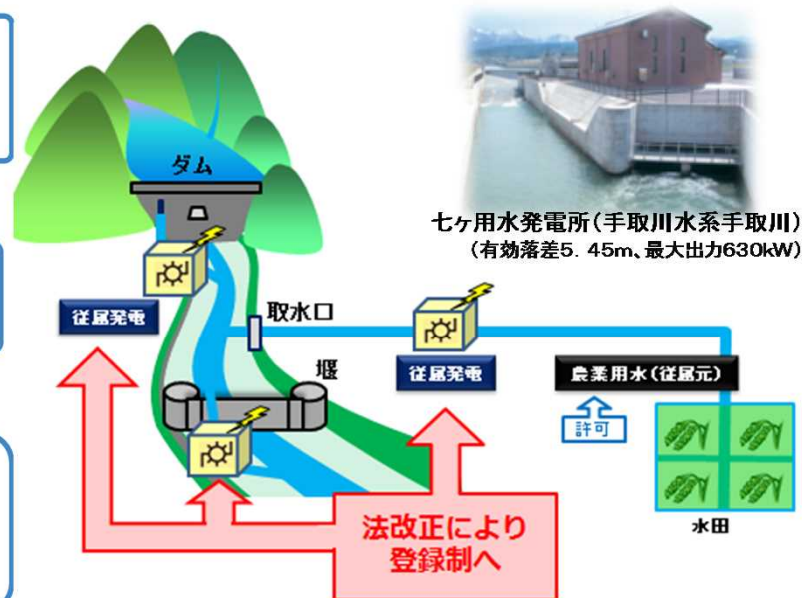 ダム
七ヶ用水発電所(手取川水系手取川)
(有効落差5.45m、最大出力630kW)
従属発電
取水口
従属発電
農業用水(従属元)
堰
許可
水田
法改正により
登録制へ